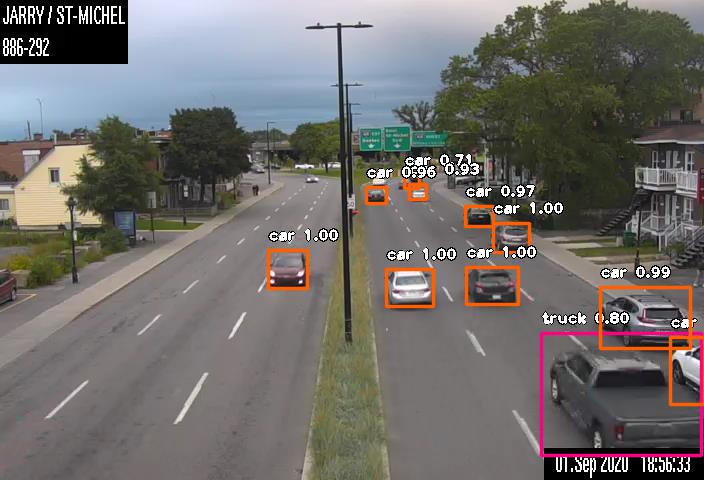 JARRY / ST-MICHEL
886-292
car 0.71
car 0.96
0.93
car 0.97
car 1.00
car 1.00
car 1.00
car 1.00
car 0.99
truck 0.80
car
01.Sep 2020 18:56:33